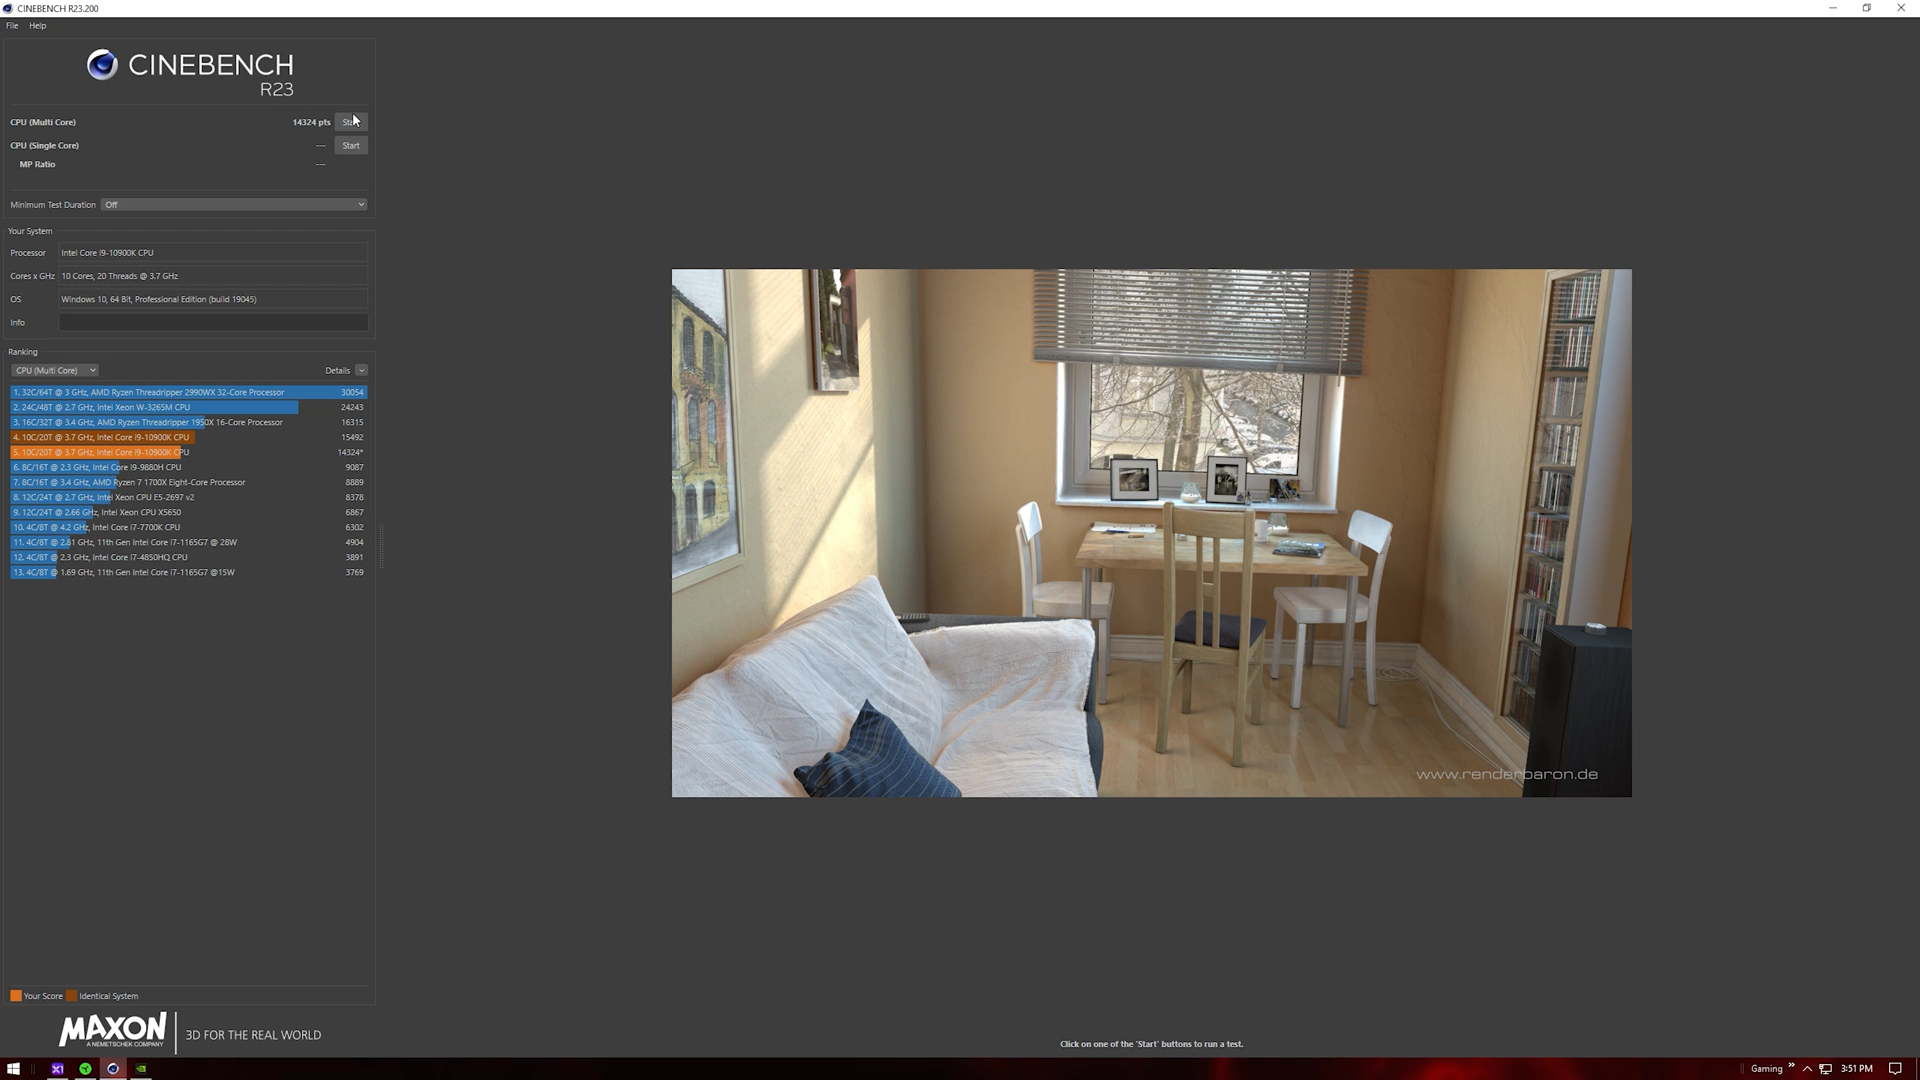 CINEBENCH R23.200
File Help
CINEBENCH
R23
CPU (Multi Core) 14324 pts
CPU (Single Core) --- Start
MP Ratio ---
Minimum Test Duration Off
Your System
Processor Intel Core i9-10900K CPU
Cores x GHz 10 Cores, 20 Threads @ 3.7 GHz
OS Windows 10, 64 Bit, Professional Edition (build 19045)
Info
Ranking
CPU (Multi Core) Details
1. 32C/64T @ 3 GHz, AMD Ryzen Threadripper 2990WX 32-Core Processor 30054
2. 24C/48T @ 2.7 GHz, Intel Xeon W-3265M CPU 24243
3. 16C/32T @ 3.4 GHz, AMD Ryzen Threadripper 1950X 16-Core Processor 16315
4. 10C/20T @ 3.7 GHz, Intel Core i9-10900K CPU 15492
5. 10C/20T @ 3.7 GHz, Intel Core i9-10900K CPU 14324*
6. 8C/16T @ 2.3 GHz, Intel Core i9-9880H CPU 9087
7. 8C/16T @ 3.4 GHz, AMD Ryzen 7 1700X Eight-Core Processor 8889
8. 12C/24T @ 2.7 GHz, Intel Xeon CPU E5-2697 v2 8378
9. 12C/24T @ 2.66 GHz, Intel Xeon CPU X5650 6867
10. 4C/8T @ 4.2 GHz, Intel Core i7-7700K CPU 6302
11. 4C/8T @ 2.81 GHz, 11th Gen Intel Core i7-1165G7 @ 28W 4904
12. 4C/8T @ 2.3 GHz, Intel Core i7-4850HQ CPU 3891
13. 4C/8T @ 1.69 GHz, 11th Gen Intel Core i7-1165G7 @15W 3769
www.renderbaron.de
Your Score Identical System
MAXON
A NEMETSCHEK COMPANY
3D FOR THE REAL WORLD
Click on one of the 'Start' buttons to run a test.
X1
Gaming 3:51 PM